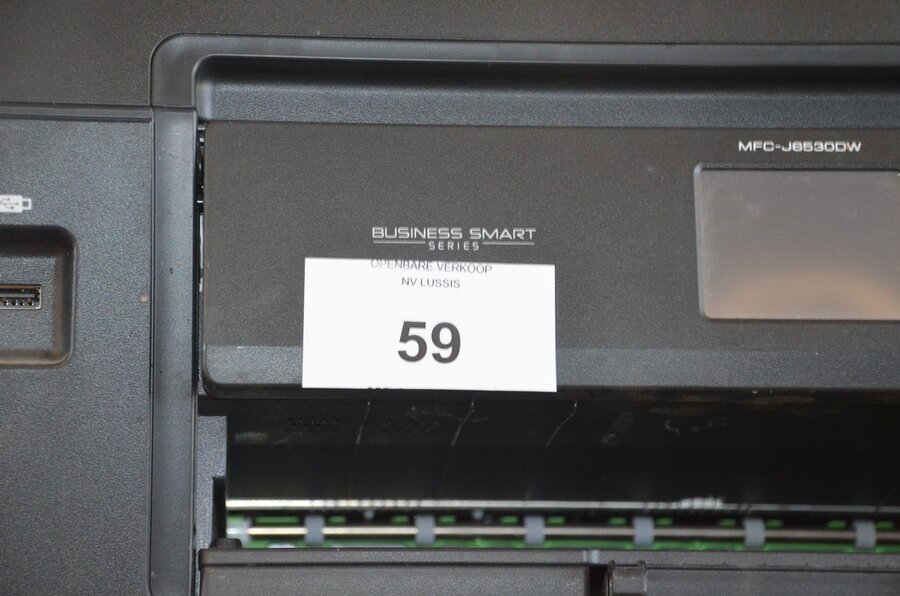 MFC-J6530DW
BUSINESS SMART
SERIES
OPENBARE VERKOOP
NV LUSSIS
59